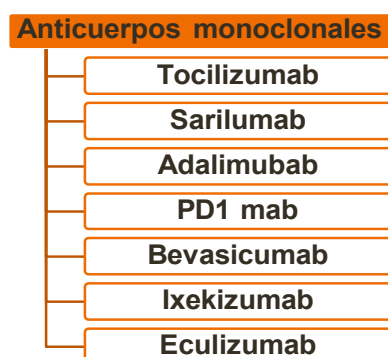 Anticuerpos monoclonales
Tocilizumab
Sarilumab
Adalimubab
PD1 mab
Bevasicumab
Ixekizumab
Eculizumab